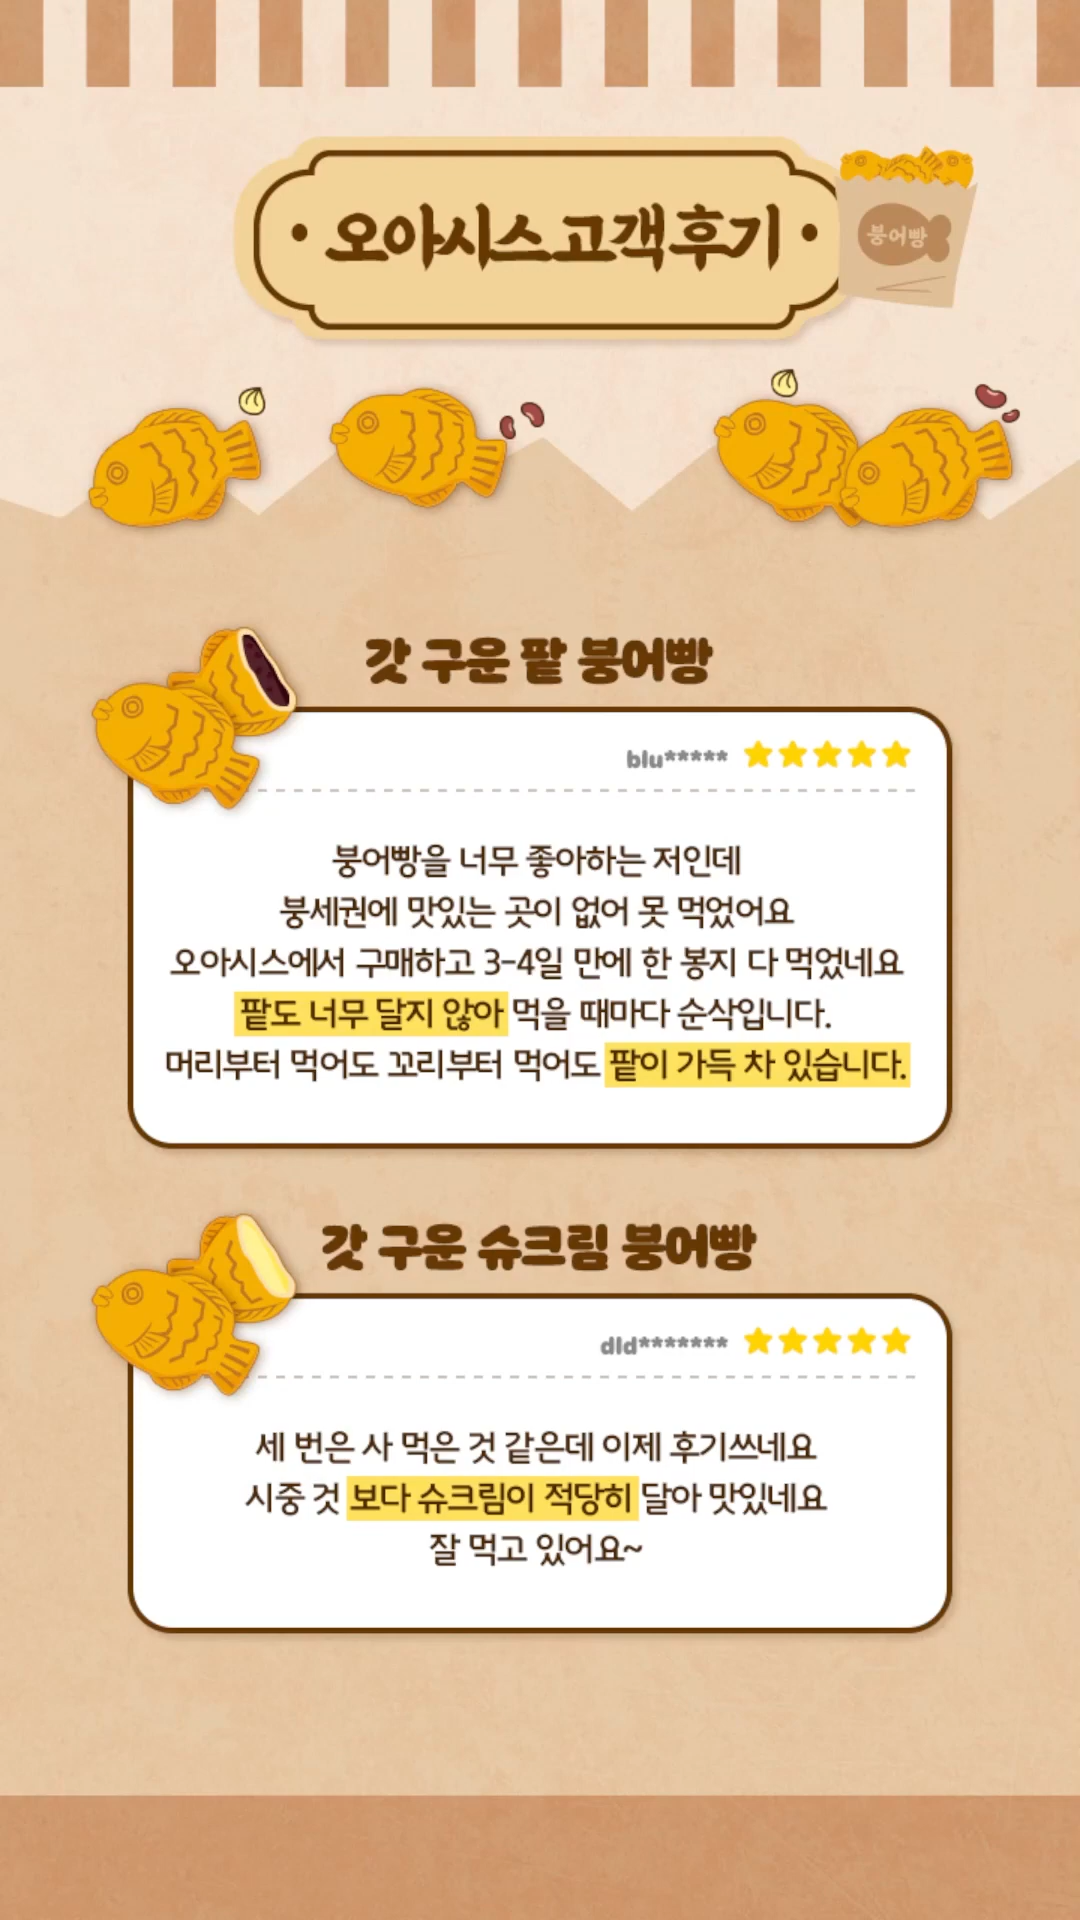 오아시스 고객 후기
붕어빵
갓 구운 팥 붕어빵
blu*****
붕어빵을 너무 좋아하는 저인데
붕세권에 맛있는 곳이 없어 못 먹었어요
오아시스에서 구매하고 3-4일 만에 한 봉지 다 먹었네요
팥도 너무 달지 않아 먹을 때마다 순삭입니다.
머리부터 먹어도 꼬리부터 먹어도 팥이 가득 차 있습니다.
갓 구운 슈크림 붕어빵
dld*******
세 번은 사 먹은 것 같은데 이제 후기쓰네요
시중 것 보다 슈크림이 적당히 달아 맛있네요
잘 먹고 있어요~